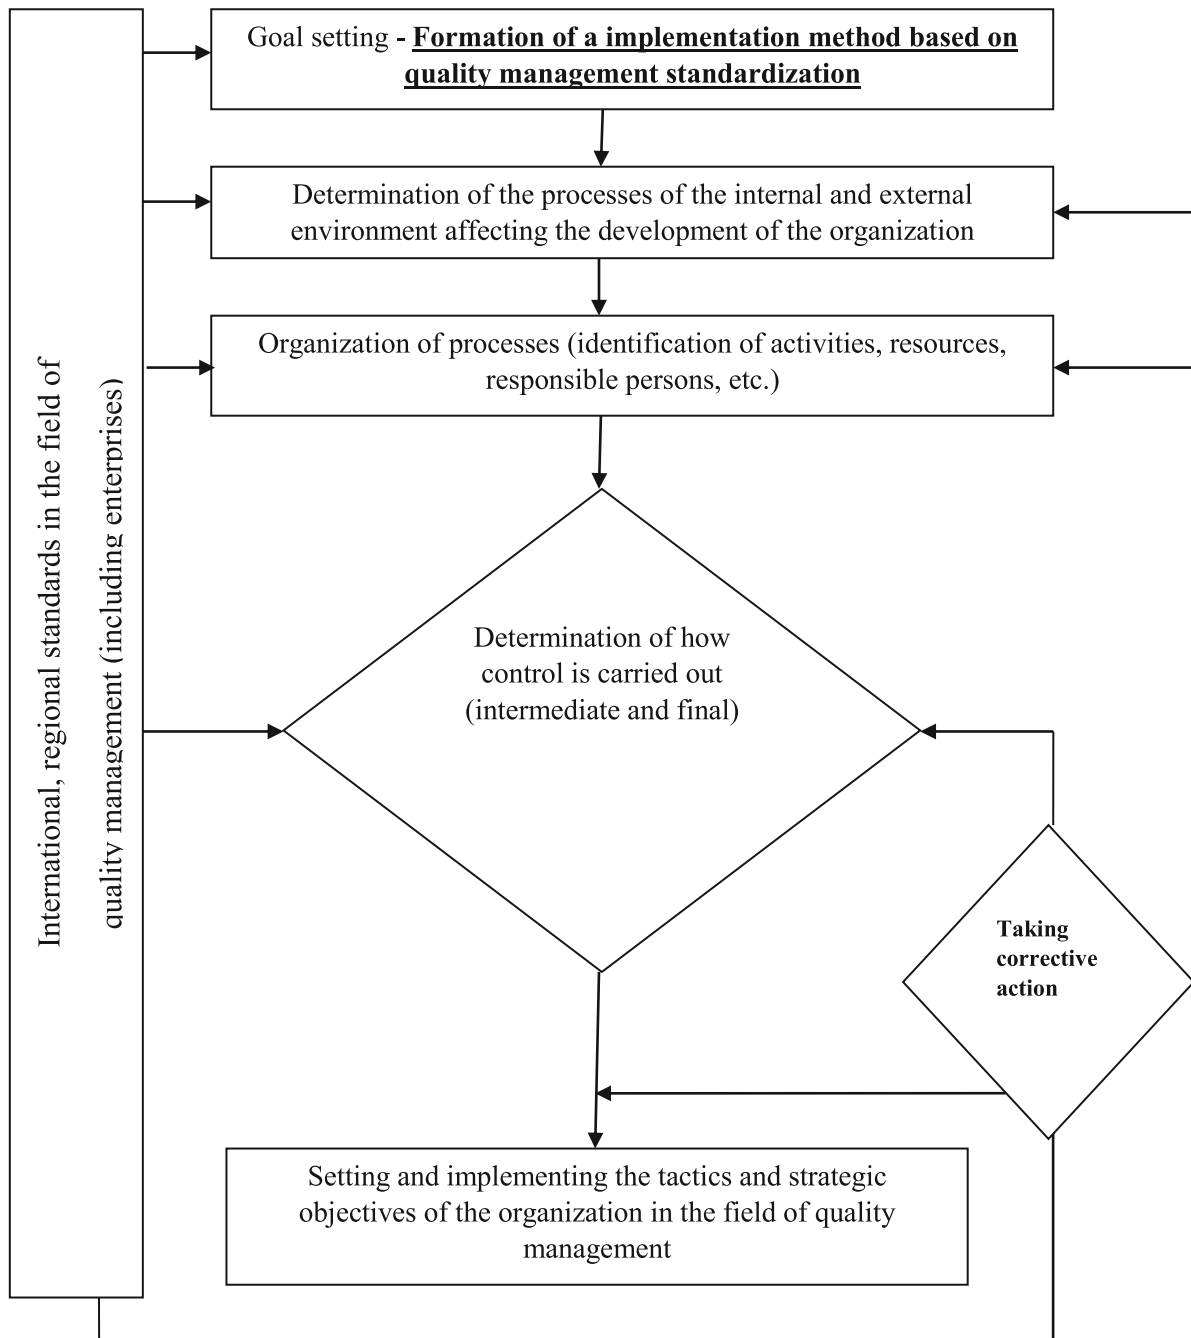 Goal setting - Formation of a implementation method based on
quality management standardization
Determination of the processes of the internal and external
environment affecting the development of the organization
Organization of processes (identification of activities, resources,
responsible persons, etc.)
International, regional standards in the field of
quality management (including enterprises)
Determination of how
control is carried out
(intermediate and final)
Taking
corrective
action
Setting and implementing the tactics and strategic
objectives of the organization in the field of quality
management